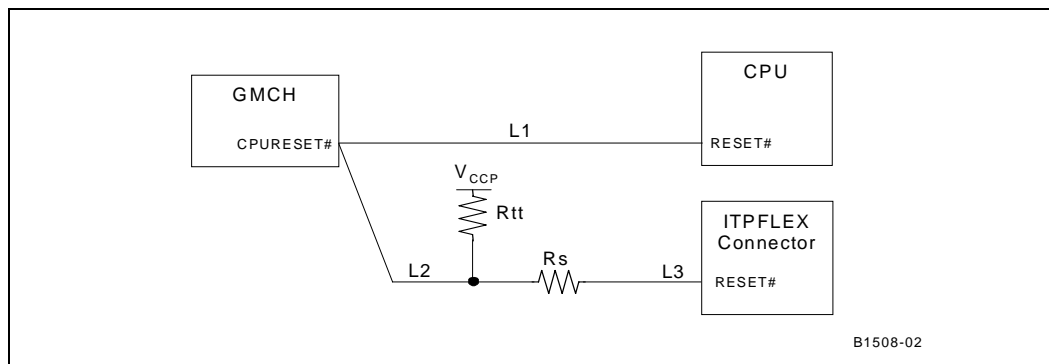 GMCH
CPURESET#
L1
CPU
RESET#
VCCP
Rtt
L2
Rs
L3
ITPFLEX
Connector
RESET#
B1508-02